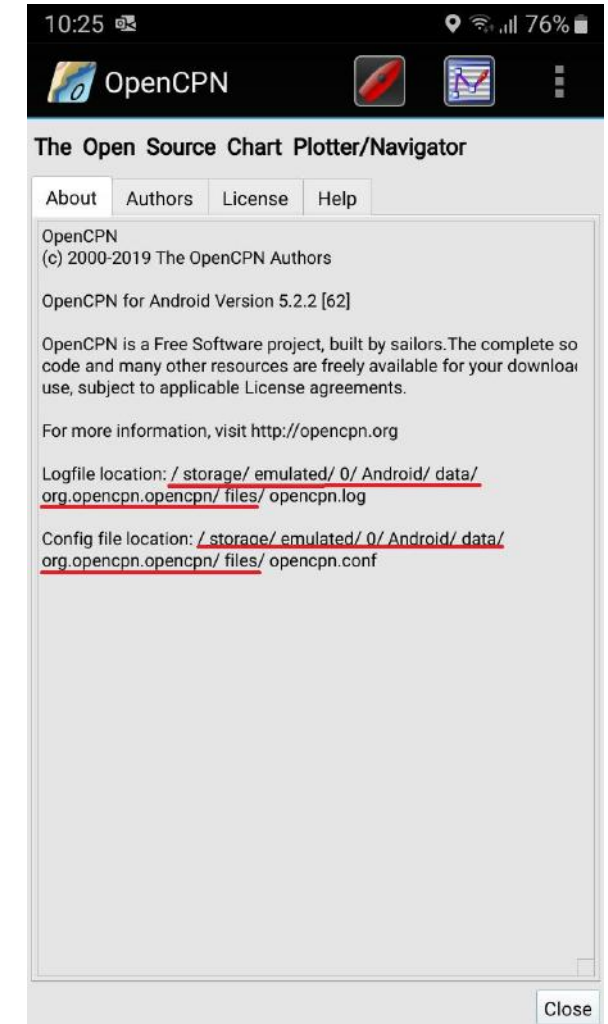 10:25 76%
OpenCPN
The Open Source Chart Plotter/Navigator
About Authors License Help
OpenCPN
(c) 2000-2019 The OpenCPN Authors
OpenCPN for Android Version 5.2.2 [62]
OpenCPN is a Free Software project, built by sailors.The complete so
code and many other resources are freely available for your downloa
use, subject to applicable License agreements.
For more information, visit http://opencpn.org
Logfile location: / storage/ emulated/ 0/ Android/ data/
org.opencpn.opencpn/ files/ opencpn.log
Config file location: / storage/ emulated/ 0/ Android/ data/
org.opencpn.opencpn/ files/ opencpn.conf
Close